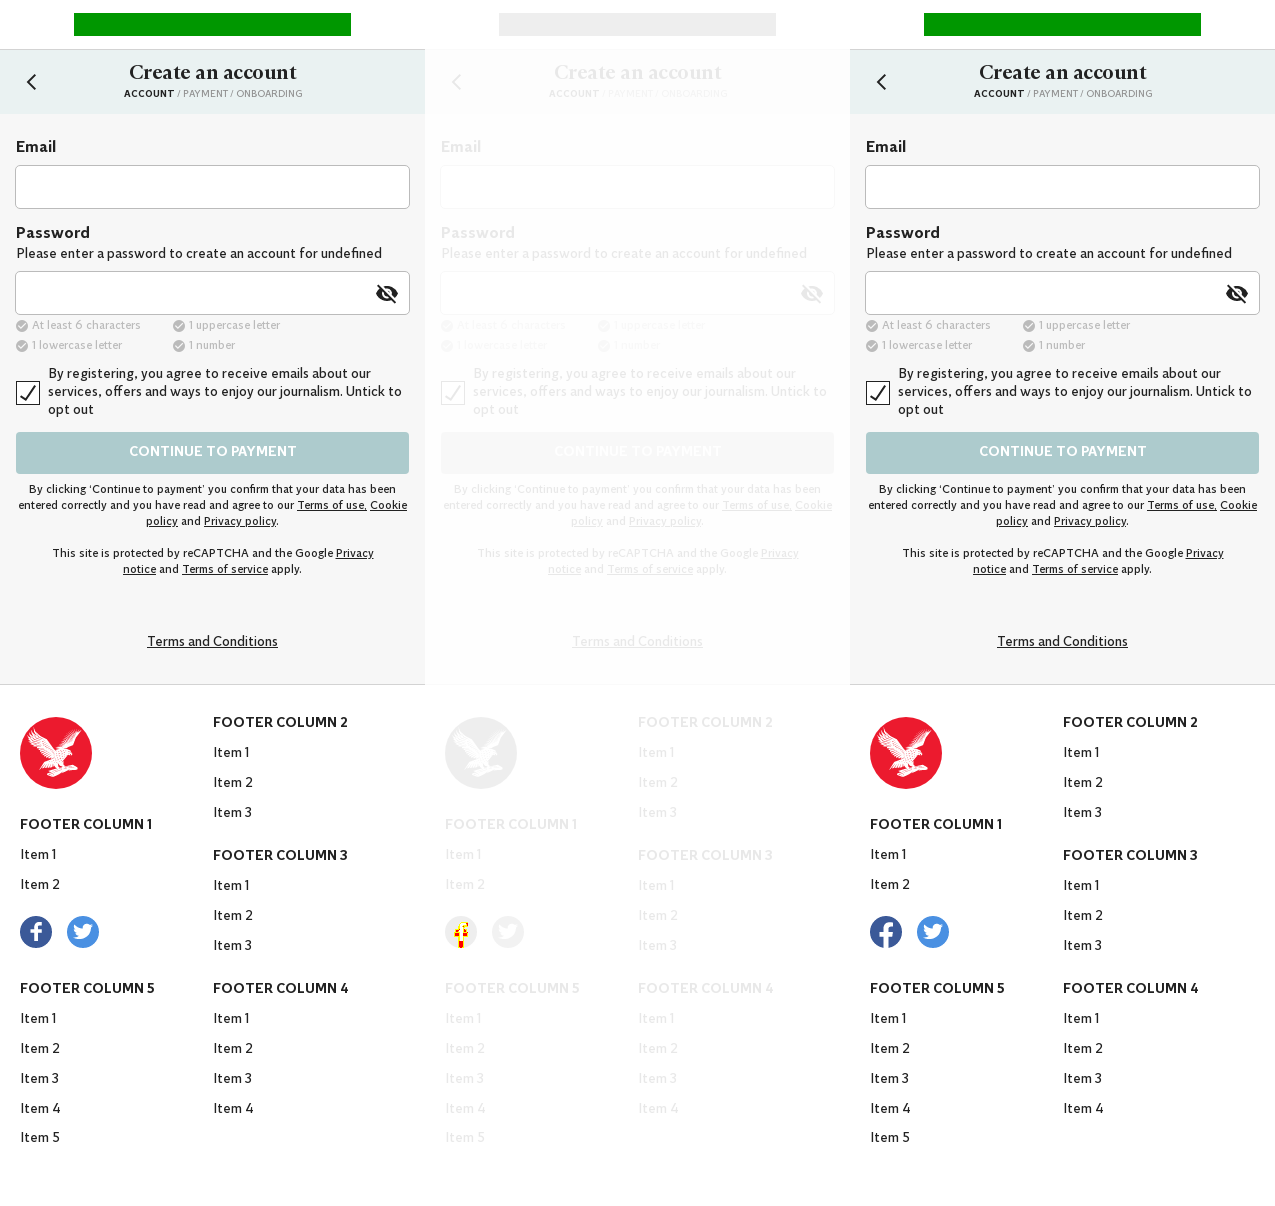 Create an account
ACCOUNT / PAYMENT / ONBOARDING
Email
Password
Please enter a password to create an account for undefined
At least 6 characters
1 uppercase letter
1 lowercase letter
1 number
By registering, you agree to receive emails about our
services, offers and ways to enjoy our journalism. Untick to
opt out
CONTINUE TO PAYMENT
By clicking ‘Continue to payment’ you confirm that your data has been
entered correctly and you have read and agree to our Terms of use, Cookie
policy and Privacy policy.
This site is protected by reCAPTCHA and the Google Privacy
notice and Terms of service apply.
Terms and Conditions
FOOTER COLUMN 1
Item 1
Item 2
FOOTER COLUMN 5
Item 1
Item 2
Item 3
Item 4
Item 5
FOOTER COLUMN 2
Item 1
Item 2
Item 3
FOOTER COLUMN 3
Item 1
Item 2
Item 3
FOOTER COLUMN 4
Item 1
Item 2
Item 3
Item 4
Create an account
ACCOUNT / PAYMENT / ONBOARDING
Email
Password
Please enter a password to create an account for undefined
At least 6 characters
1 uppercase letter
1 lowercase letter
1 number
By registering, you agree to receive emails about our
services, offers and ways to enjoy our journalism. Untick to
opt out
CONTINUE TO PAYMENT
By clicking ‘Continue to payment’ you confirm that your data has been
entered correctly and you have read and agree to our Terms of use, Cookie
policy and Privacy policy.
This site is protected by reCAPTCHA and the Google Privacy
notice and Terms of service apply.
Terms and Conditions
FOOTER COLUMN 1
Item 1
Item 2
FOOTER COLUMN 5
Item 1
Item 2
Item 3
Item 4
Item 5
FOOTER COLUMN 2
Item 1
Item 2
Item 3
FOOTER COLUMN 3
Item 1
Item 2
Item 3
FOOTER COLUMN 4
Item 1
Item 2
Item 3
Item 4
Create an account
ACCOUNT / PAYMENT / ONBOARDING
Email
Password
Please enter a password to create an account for undefined
At least 6 characters
1 uppercase letter
1 lowercase letter
1 number
By registering, you agree to receive emails about our
services, offers and ways to enjoy our journalism. Untick to
opt out
CONTINUE TO PAYMENT
By clicking ‘Continue to payment’ you confirm that your data has been
entered correctly and you have read and agree to our Terms of use, Cookie
policy and Privacy policy.
This site is protected by reCAPTCHA and the Google Privacy
notice and Terms of service apply.
Terms and Conditions
FOOTER COLUMN 1
Item 1
Item 2
FOOTER COLUMN 5
Item 1
Item 2
Item 3
Item 4
Item 5
FOOTER COLUMN 2
Item 1
Item 2
Item 3
FOOTER COLUMN 3
Item 1
Item 2
Item 3
FOOTER COLUMN 4
Item 1
Item 2
Item 3
Item 4